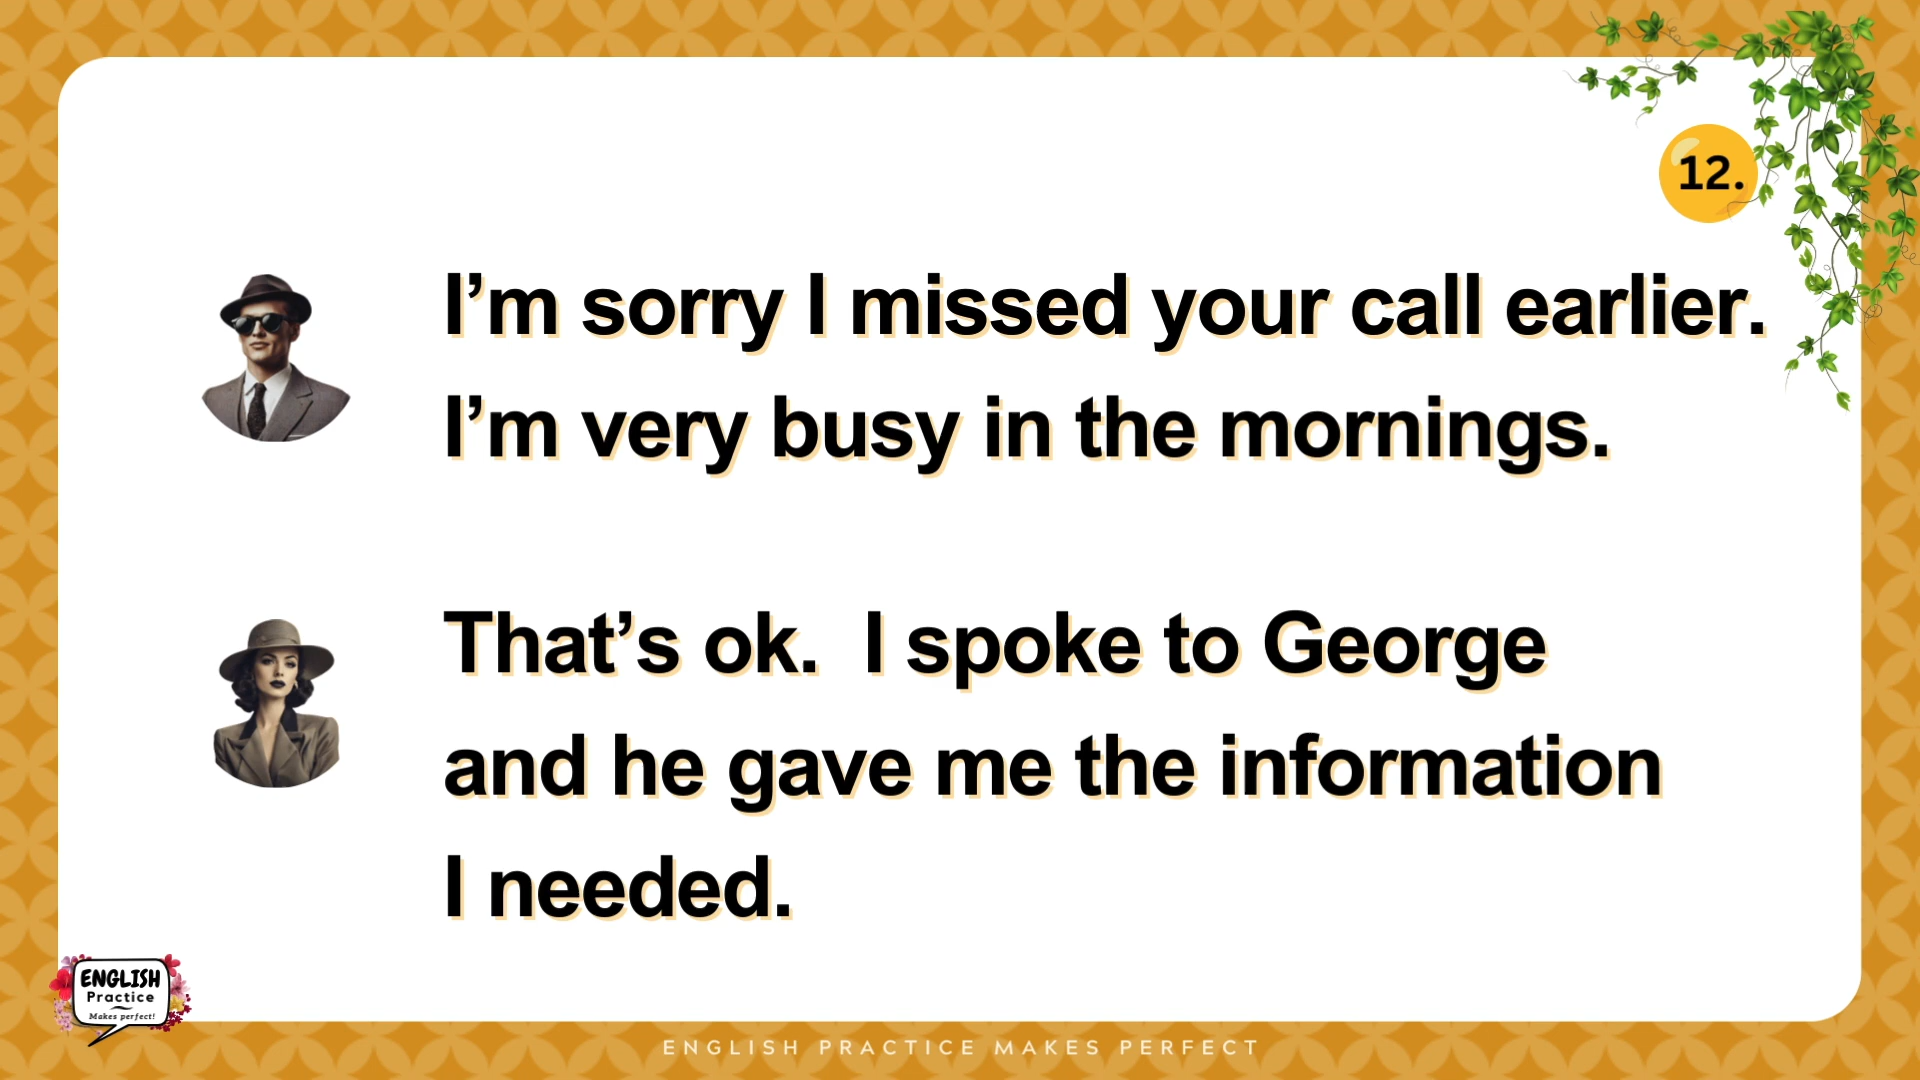 12.
I’m sorry I missed your call earlier.
I’m very busy in the mornings.
That’s ok.  I spoke to George
and he gave me the information
I needed.
ENGLISH
Practice
Makes perfect!
ENGLISH PRACTICE MAKES PERFECT